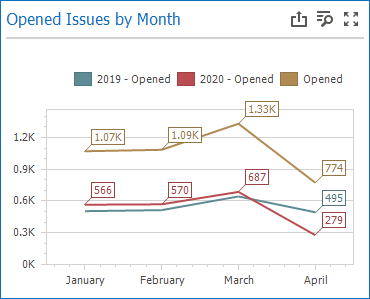 Opened Issues by Month
2019 - Opened 2020 - Opened Opened
1.33K
1.2K
1.07K
1.09K
0.9K
774
687
566
570
0.6K
495
0.3K
279
0K
January February March April